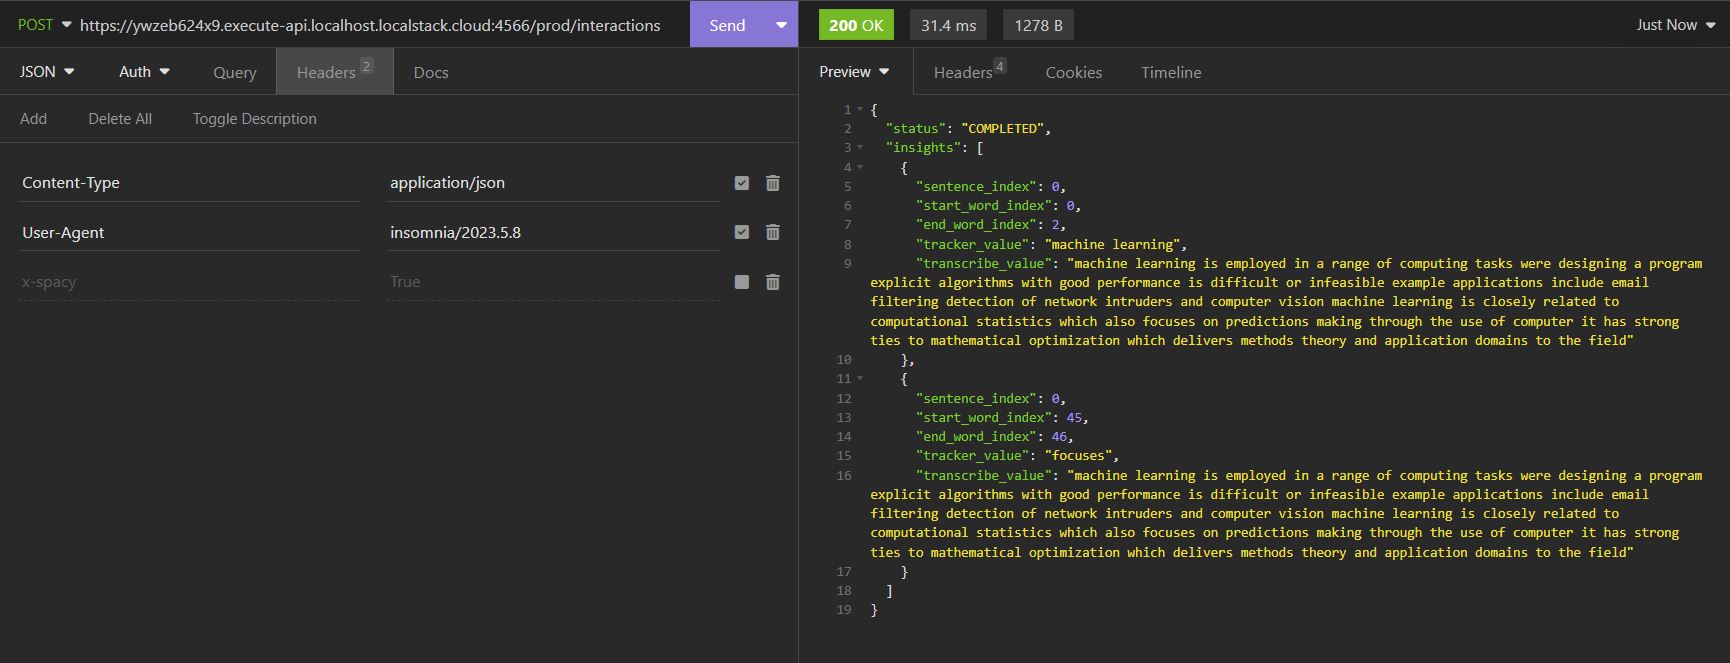 POST https://ywzeb624x9.execute-api.localhost.localstack.cloud:4566/prod/interactions Send
200 OK 31.4 ms 1278 B Just Now
JSON Auth Query Headers 2 Docs
Add Delete All Toggle Description
Content-Type application/json
User-Agent insomnia/2023.5.8
x-spacy True
Preview Headers 4 Cookies Timeline
1 {
2 "status": "COMPLETED",
3 "insights": [
4 {
5 "sentence_index": 0,
6 "start_word_index": 0,
7 "end_word_index": 2,
8 "tracker_value": "machine learning",
9 "transcribe_value": "machine learning is employed in a range of computing tasks were designing a program
explicit algorithms with good performance is difficult or infeasible example applications include email
filtering detection of network intruders and computer vision machine learning is closely related to
computational statistics which also focuses on predictions making through the use of computer it has strong
ties to mathematical optimization which delivers methods theory and application domains to the field"
10 },
11 {
12 "sentence_index": 0,
13 "start_word_index": 45,
14 "end_word_index": 46,
15 "tracker_value": "focuses",
16 "transcribe_value": "machine learning is employed in a range of computing tasks were designing a program
explicit algorithms with good performance is difficult or infeasible example applications include email
filtering detection of network intruders and computer vision machine learning is closely related to
computational statistics which also focuses on predictions making through the use of computer it has strong
ties to mathematical optimization which delivers methods theory and application domains to the field"
17 }
18 ]
19 }